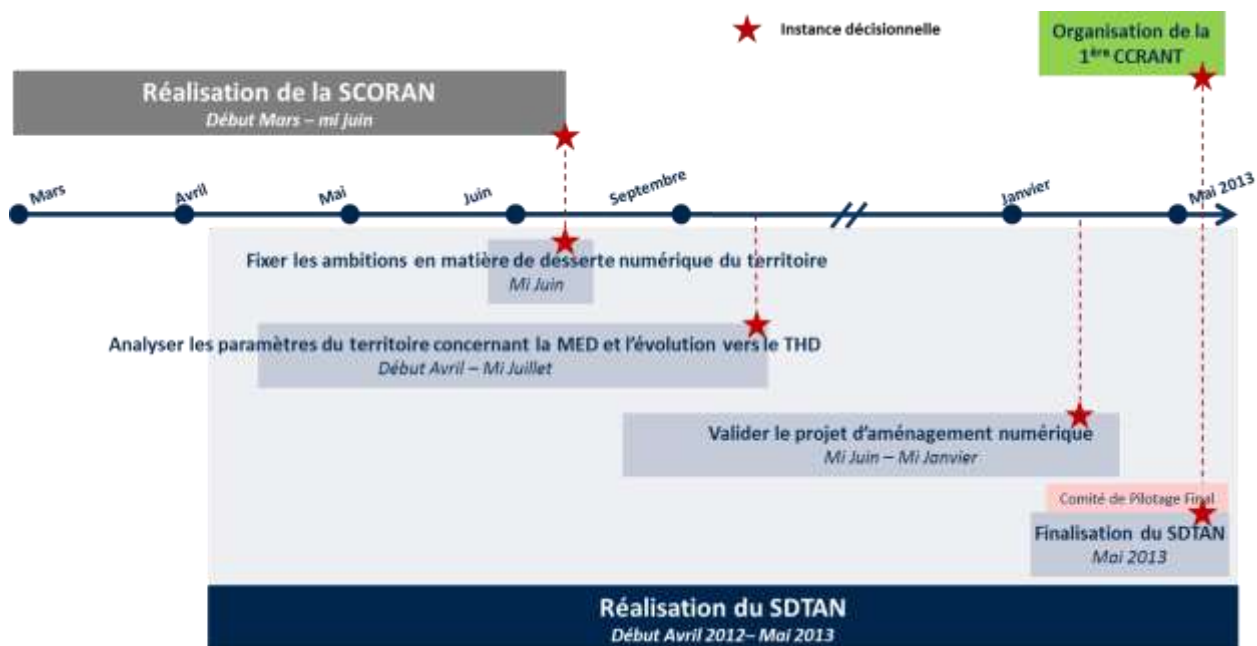 Instance décisionnelle
Organisation de la
1ère CCRANT
Réalisation de la SCORAN
Début Mars – mi juin
Mars
Avril
Mai
Juin
Septembre
Janvier
Mai 2013
Fixer les ambitions en matière de desserte numérique du territoire
Mi Juin
Analyser les paramètres du territoire concernant la MED et l'évolution vers le THD
Début Avril – Mi Juillet
Valider le projet d'aménagement numérique
Mi Juin – Mi Janvier
Comité de Pilotage Final
Finalisation du SDTAN
Mai 2013
Réalisation du SDTAN
Début Avril 2012– Mai 2013